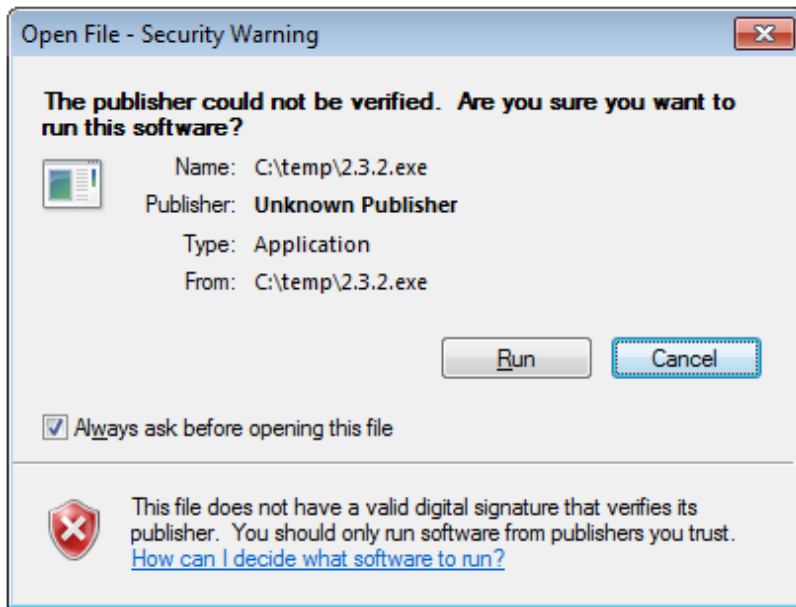 Open File - Security Warning
The publisher could not be verified.  Are you sure you want to
run this software?
Name: C:\temp\2.3.2.exe
Publisher: Unknown Publisher
Type: Application
From: C:\temp\2.3.2.exe
Run Cancel
Always ask before opening this file
This file does not have a valid digital signature that verifies its
publisher.  You should only run software from publishers you trust.
How can I decide what software to run?